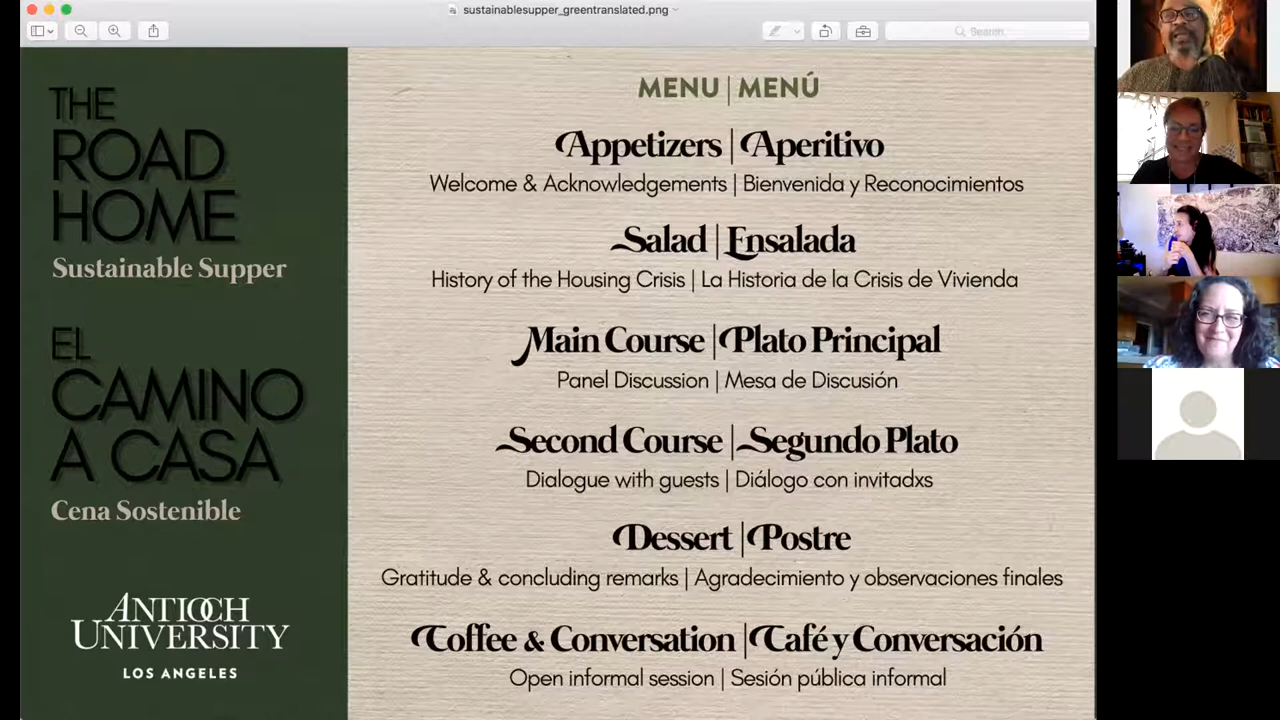 sustainablesupper_greentranslated.png
Search
THE
ROAD
HOME
Sustainable Supper
EL
CAMINO
A CASA
Cena Sostenible
ANTIOCH
UNIVERSITY
LOS ANGELES
MENU | MENÚ
Appetizers | Aperitivo
Welcome & Acknowledgements | Bienvenida y Reconocimientos
Salad | Ensalada
History of the Housing Crisis | La Historia de la Crisis de Vivienda
Main Course | Plato Principal
Panel Discussion | Mesa de Discusión
Second Course | Segundo Plato
Dialogue with guests | Diálogo con invitadxs
Dessert | Postre
Gratitude & concluding remarks | Agradecimiento y observaciones finales
Coffee & Conversation | Café y Conversación
Open informal session | Sesión pública informal